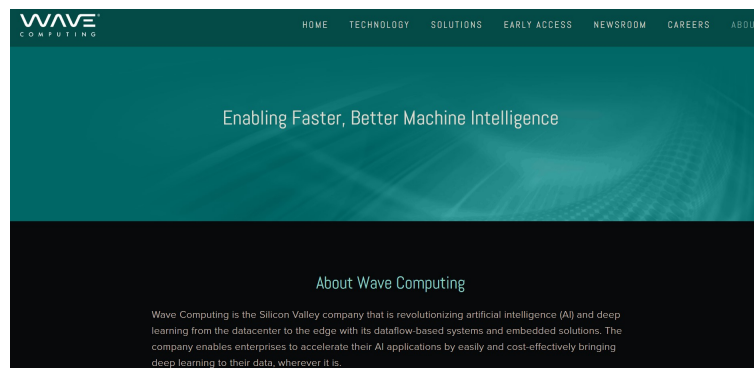 WAVE
COMPUTING
HOME TECHNOLOGY SOLUTIONS EARLY ACCESS NEWSROOM CAREERS ABOU
Enabling Faster, Better Machine Intelligence
About Wave Computing
Wave Computing is the Silicon Valley company that is revolutionizing artificial intelligence (AI) and deep
learning from the datacenter to the edge with its dataflow-based systems and embedded solutions. The
company enables enterprises to accelerate their AI applications by easily and cost-effectively bringing
deep learning to their data, wherever it is.